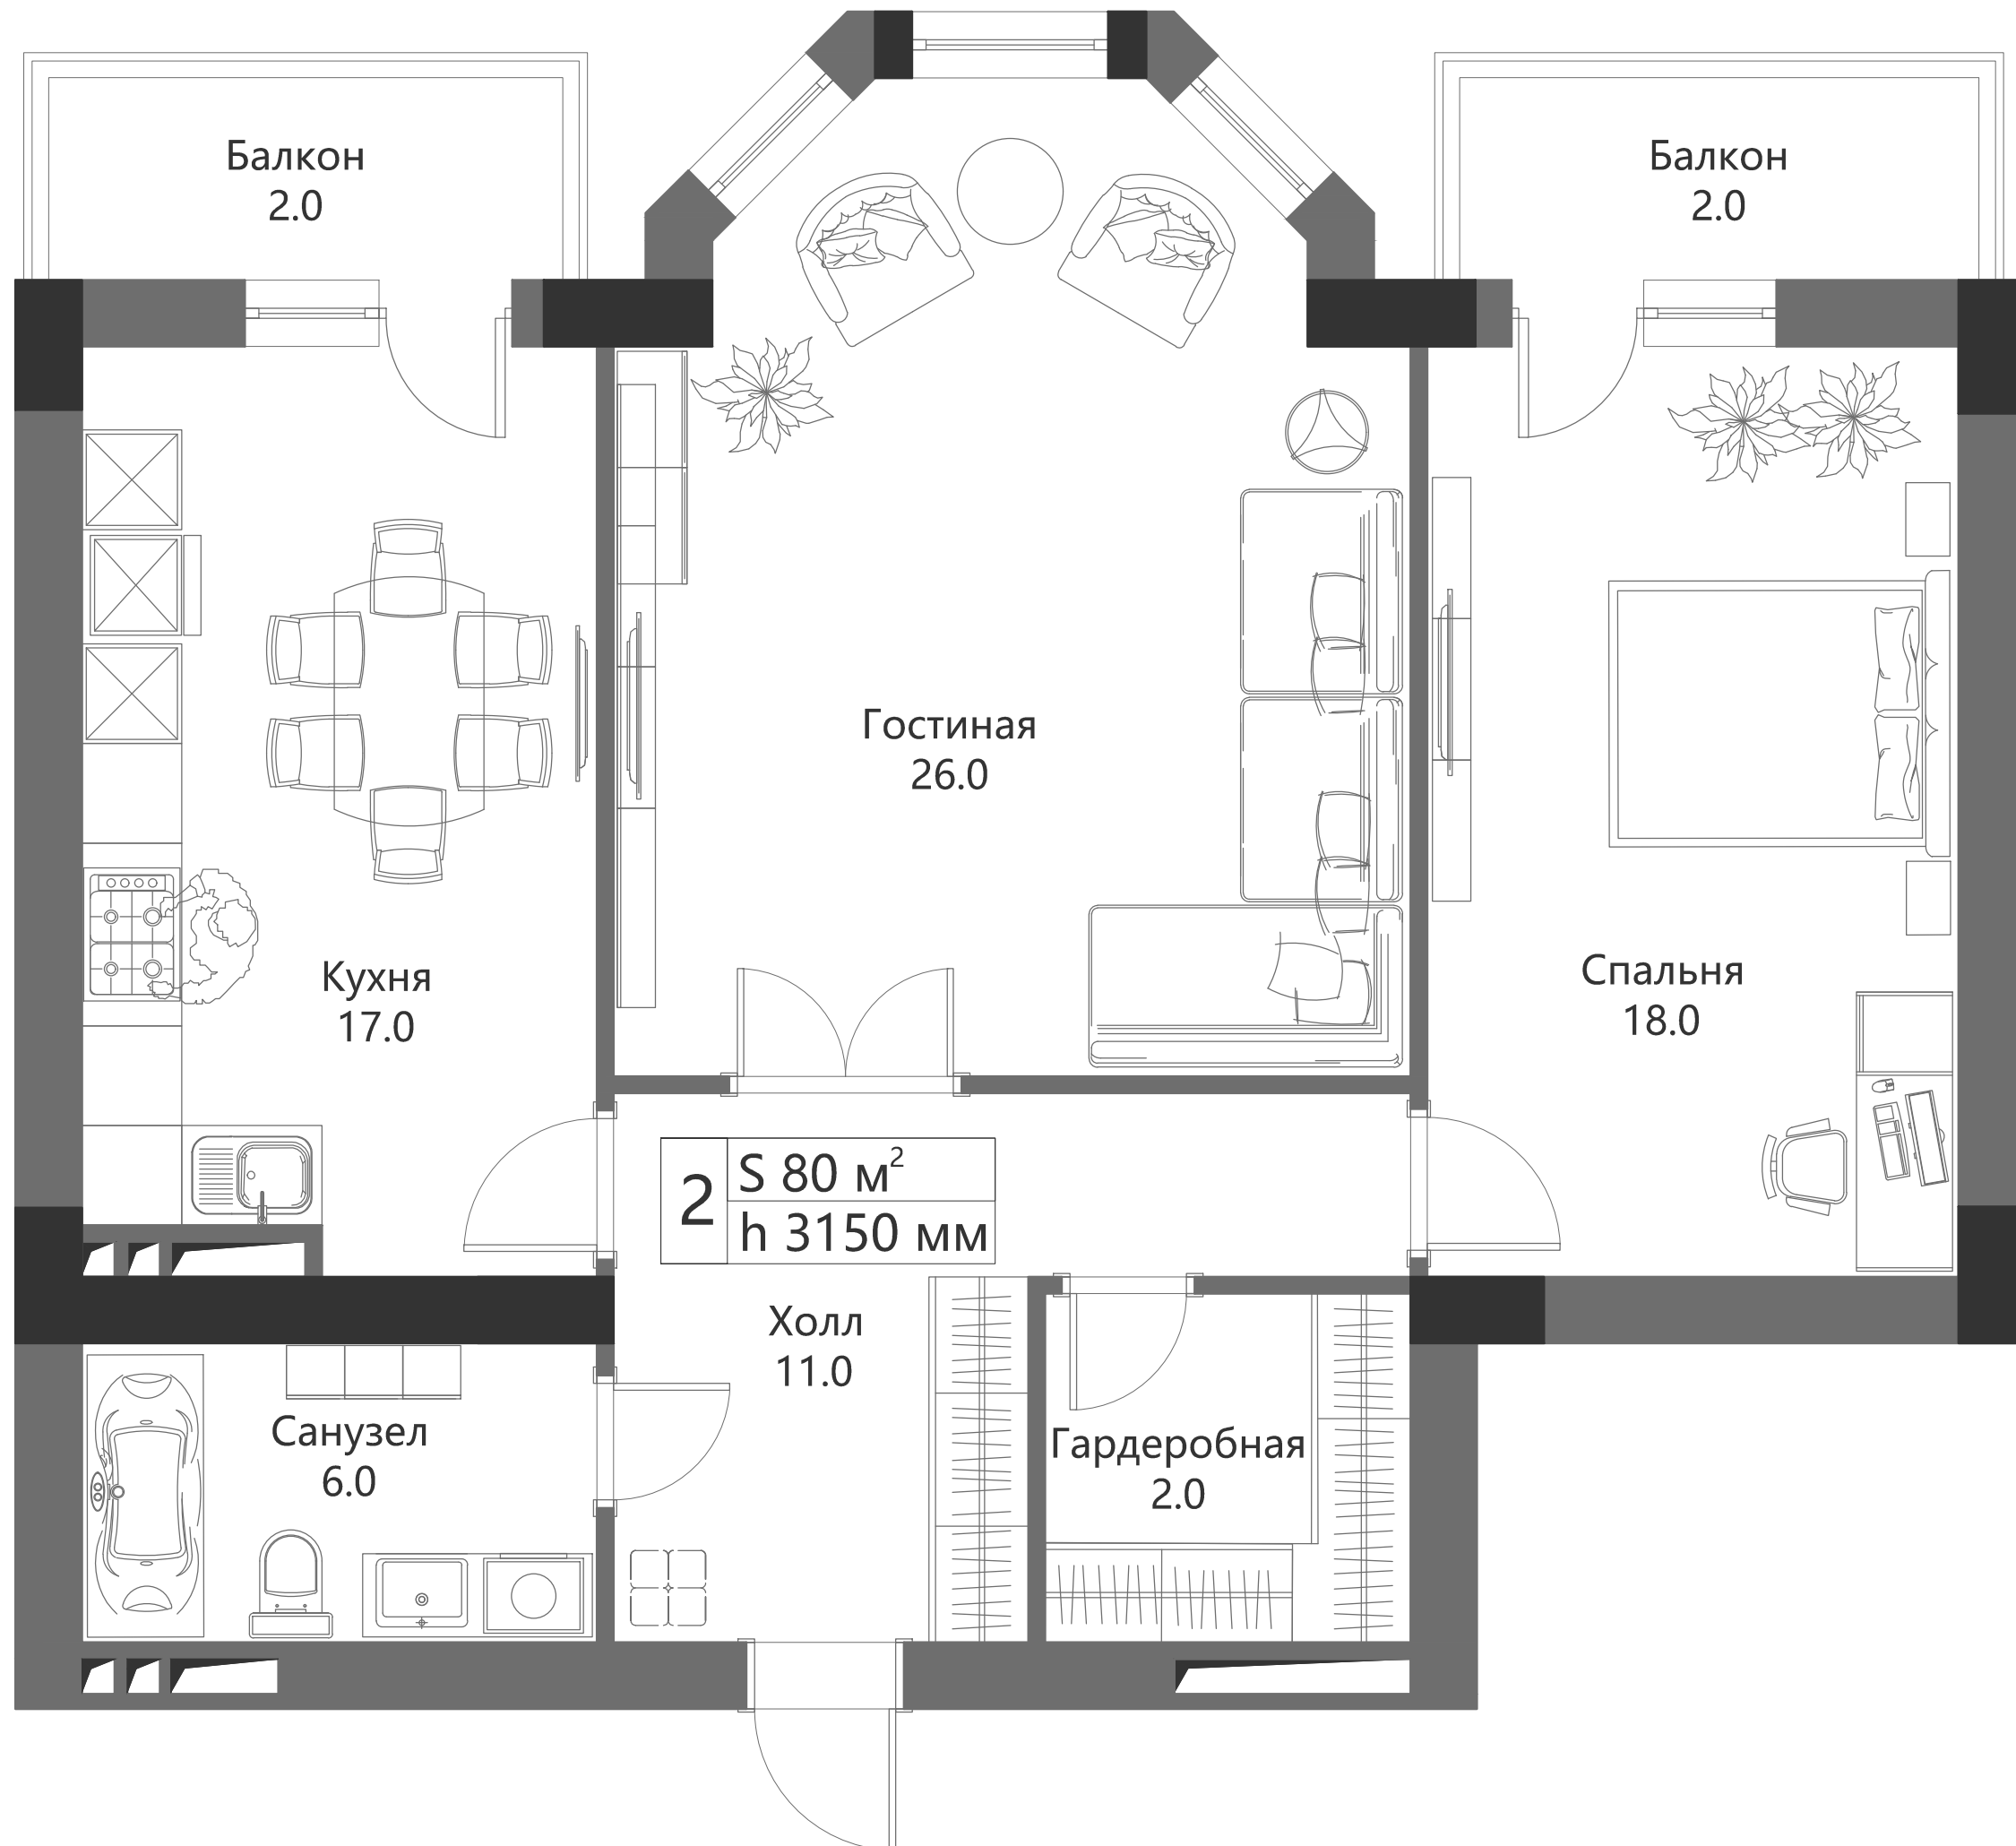 Балкон
2.0
Балкон
2.0
Гостиная
26.0
Кухня
17.0
Спальня
18.0
2
S 80 м²
h 3150 мм
Холл
11.0
Санузел
6.0
Гардеробная
2.0